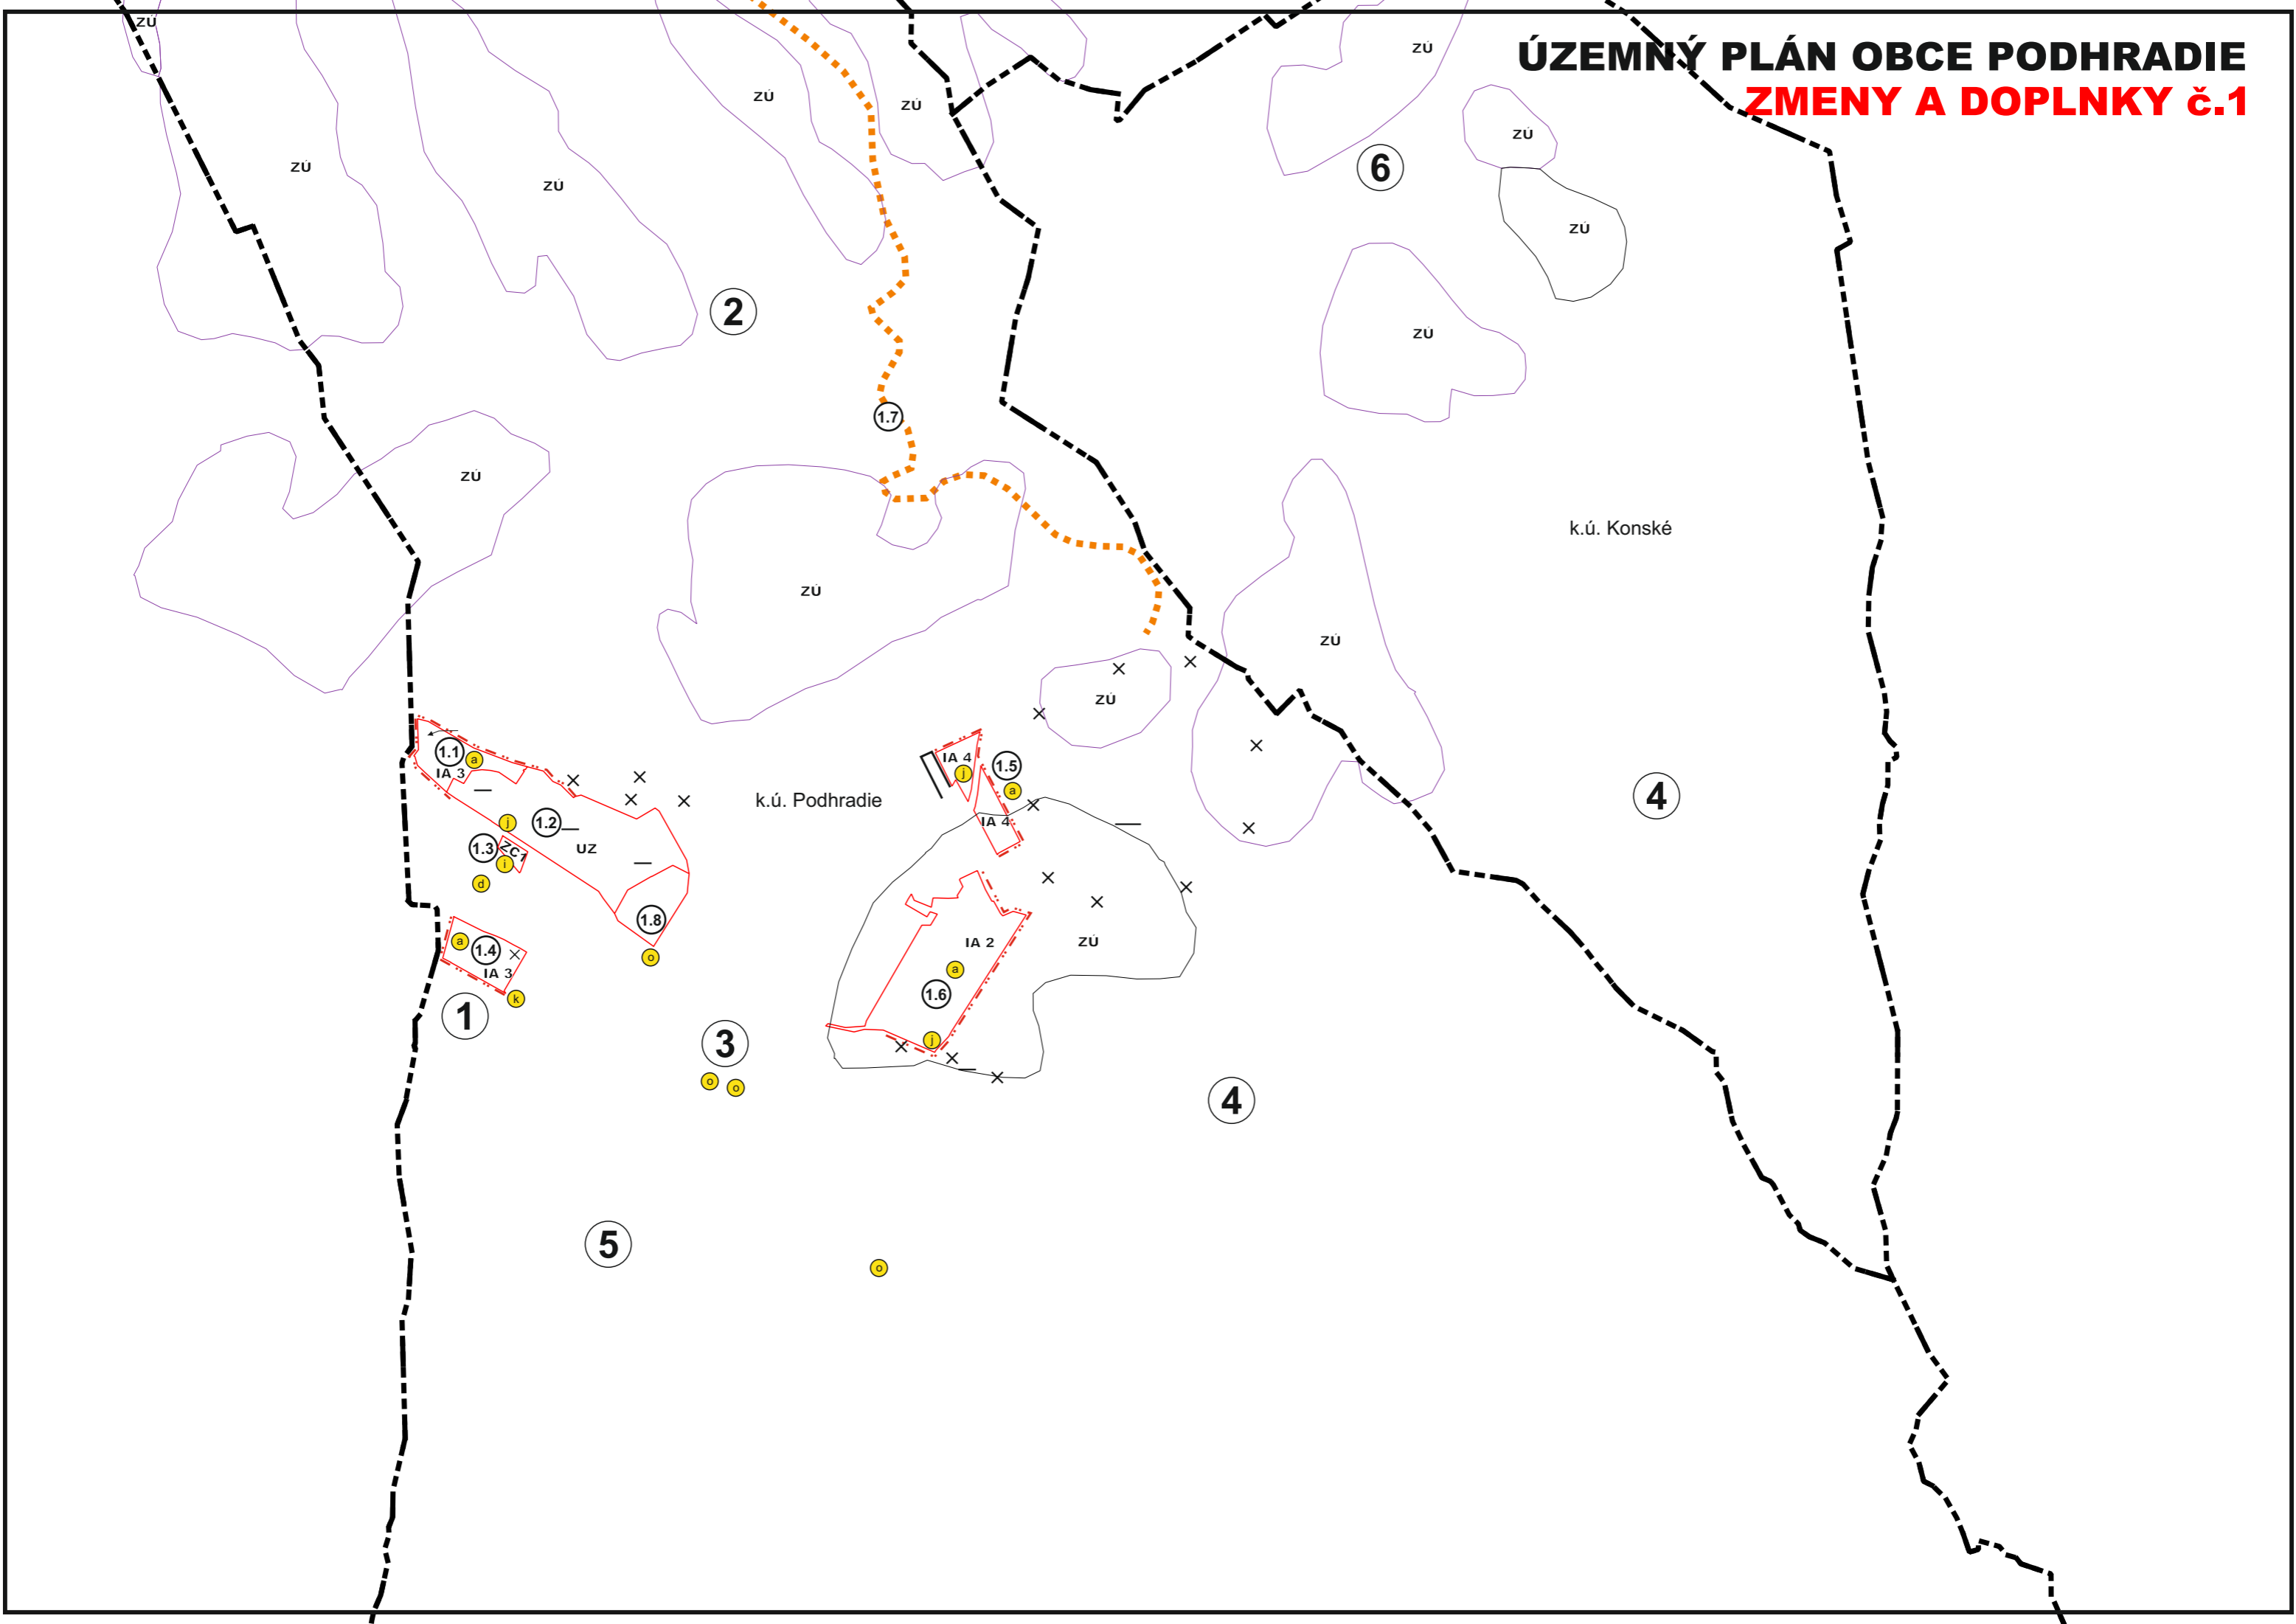 ZÚ
ÚZEMNÝ PLÁN OBCE PODHRADIE
ZMENY A DOPLNKY č.1
ZÚ
ZÚ
ZÚ
ZÚ
ZÚ
ZÚ
6
ZÚ
ZÚ
2
ZÚ
1.7
ZÚ
k.ú. Konské
ZÚ
ZÚ
ZÚ
1.1
a
IA 3
IA 4
j
1.5
a
k.ú. Podhradie
4
j
1.2
UZ
IA 4
1.3
ZC1
i
d
1.8
o
a
1.4
IA 3
k
IA 2
ZÚ
a
1.6
j
1
3
o
o
4
5
o